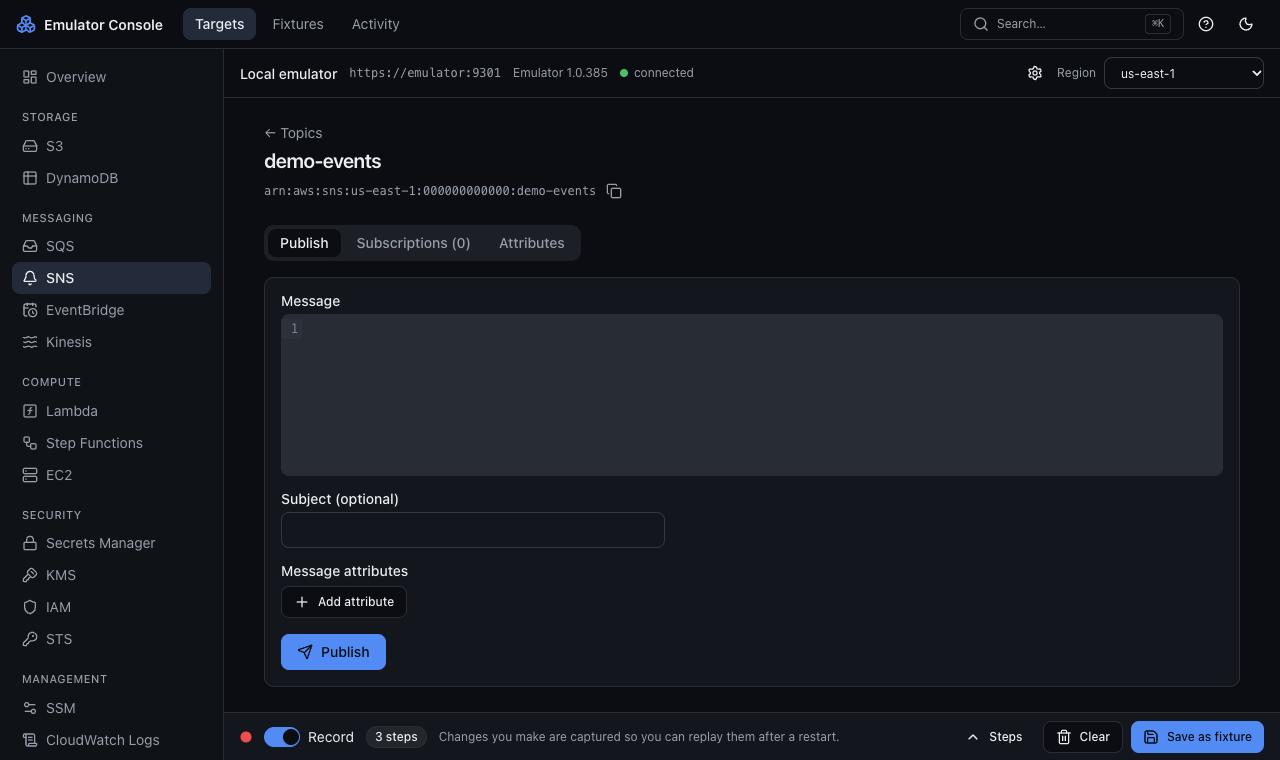 Emulator Console
Targets
Fixtures
Activity
Search...
⌘K
Overview
STORAGE
S3
DynamoDB
MESSAGING
SQS
SNS
EventBridge
Kinesis
COMPUTE
Lambda
Step Functions
EC2
SECURITY
Secrets Manager
KMS
IAM
STS
MANAGEMENT
SSM
CloudWatch Logs
Local emulator https://emulator:9301 Emulator 1.0.385 connected
Region us-east-1
← Topics
demo-events
arn:aws:sns:us-east-1:000000000000:demo-events
Publish Subscriptions (0) Attributes
Message
1
Subject (optional)
Message attributes
Add attribute
Publish
Record 3 steps Changes you make are captured so you can replay them after a restart.
Steps Clear Save as fixture